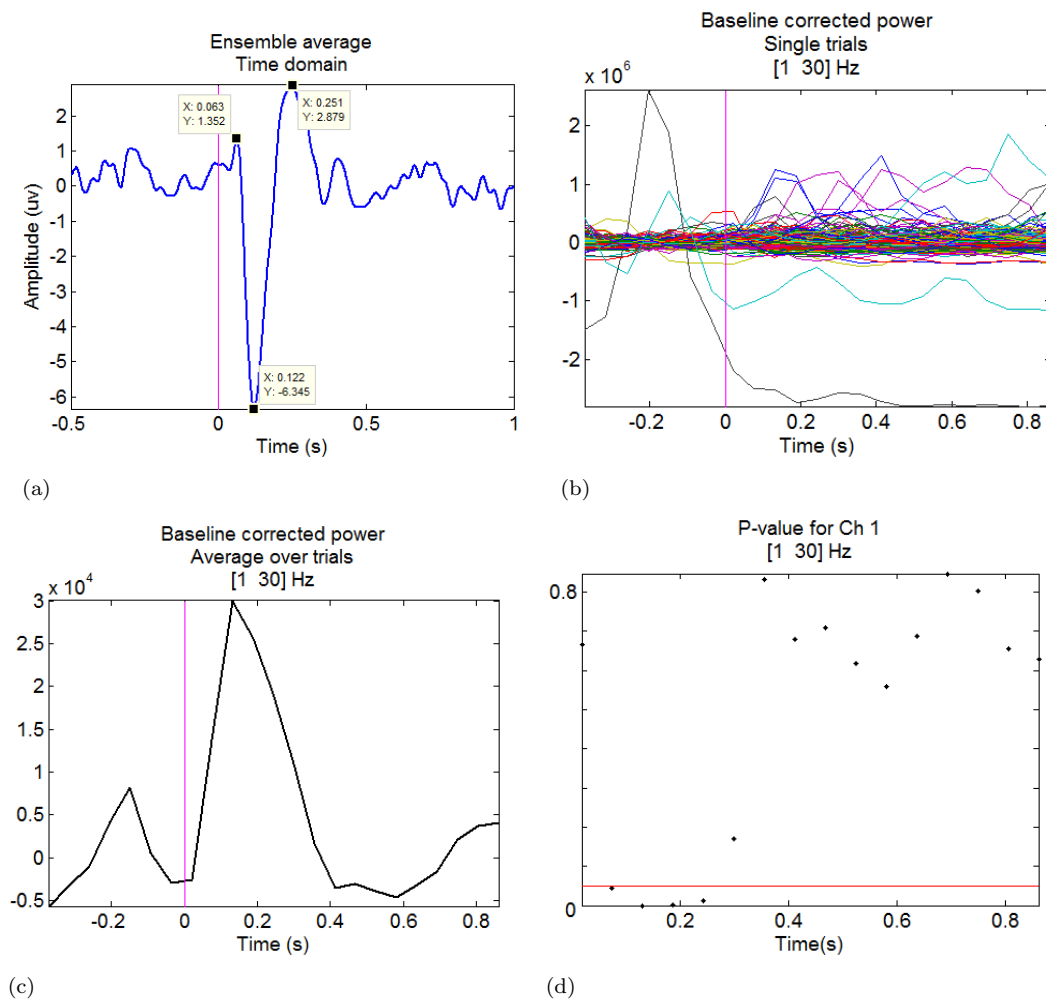 Ensemble average
Time domain
X: 0.063
Y: 1.352
X: 0.251
Y: 2.879
X: 0.122
Y: -6.345
Amplitude (uv)
2
1
0
-1
-2
-3
-4
-5
-6
-0.5 0 0.5 1
Time (s)
(a)
Baseline corrected power
Single trials
[1 30] Hz
x 10^6
2
1
0
-1
-2
-0.2 0 0.2 0.4 0.6 0.8
Time (s)
(b)
Baseline corrected power
Average over trials
[1 30] Hz
x 10^4
3
2.5
2
1.5
1
0.5
0
-0.5
-0.2 0 0.2 0.4 0.6 0.8
Time (s)
(c)
P-value for Ch 1
[1 30] Hz
0.8
0
0.2 0.4 0.6 0.8
Time(s)
(d)